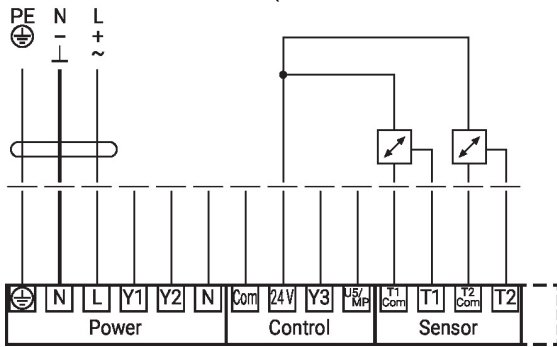 PE N L
– +
⊥ ~
N L Y1 Y2 N Com 24V Y3 U5/MP T1 Com T1 T2 Com T2
Power Control Sensor